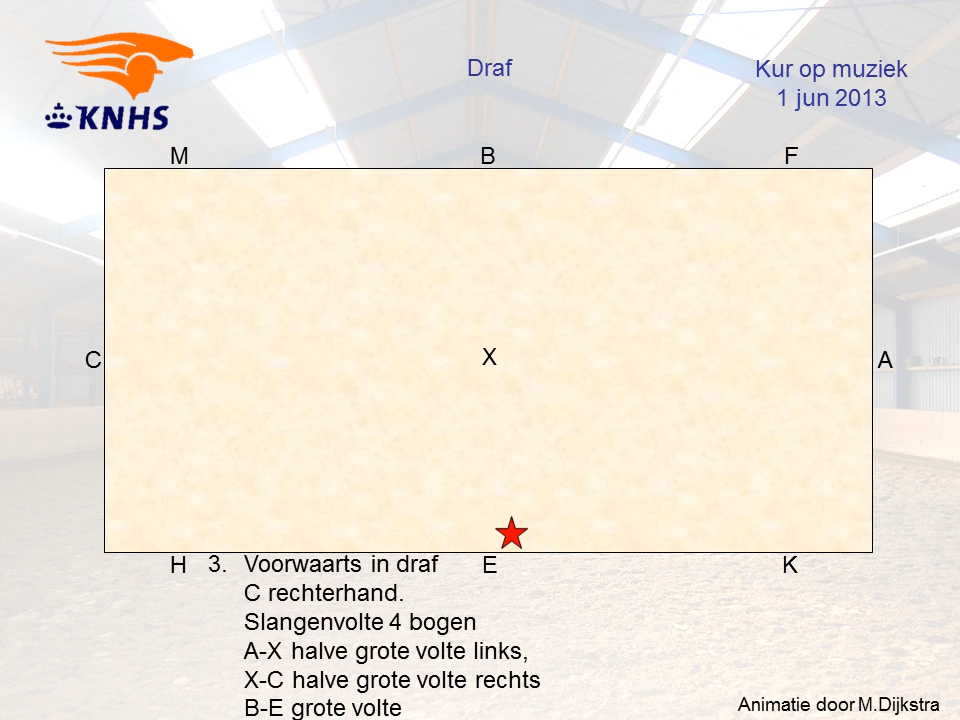 KNHS
Draf
Kur op muziek
1 jun 2013
M B F
C X A
H E K
3. Voorwaarts in draf
C rechterhand.
Slangenvolte 4 bogen
A-X halve grote volte links,
X-C halve grote volte rechts
B-E grote volte
Animatie door M.Dijkstra